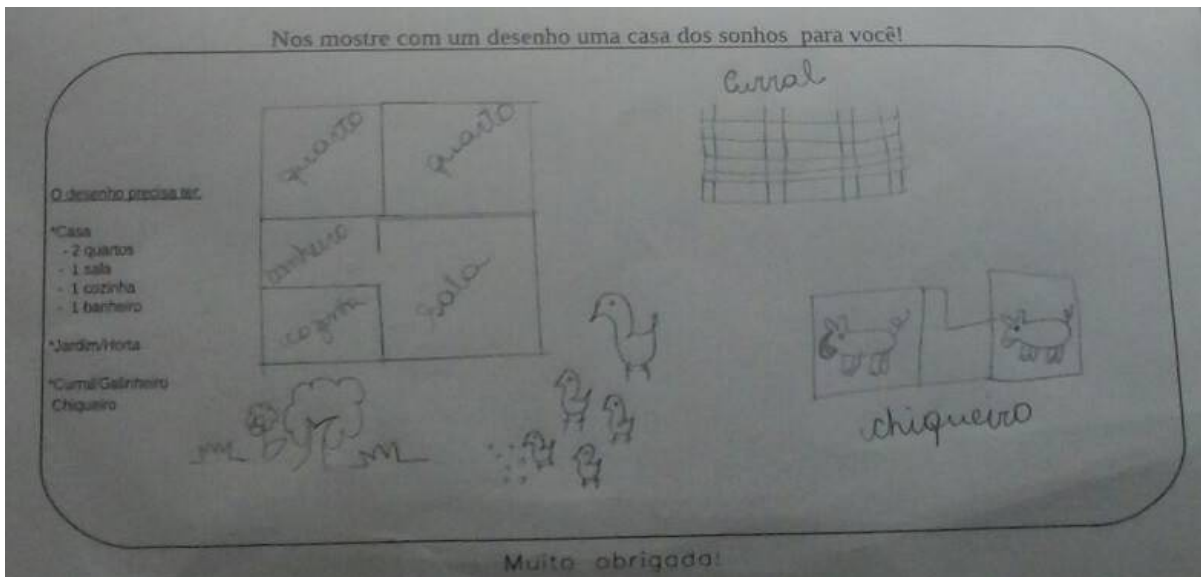 Nos mostre com um desenho uma casa dos sonhos para você!
Curral
quarto
quarto
O desenho precisa ter:
*Casa
- 2 quartos
- 1 sala
- 1 cozinha
- 1 banheiro
banheiro
sala
cozinha
*Jardim/Horta
*Curral/Galinheiro
Chiqueiro
chiqueiro
Muito obrigada!